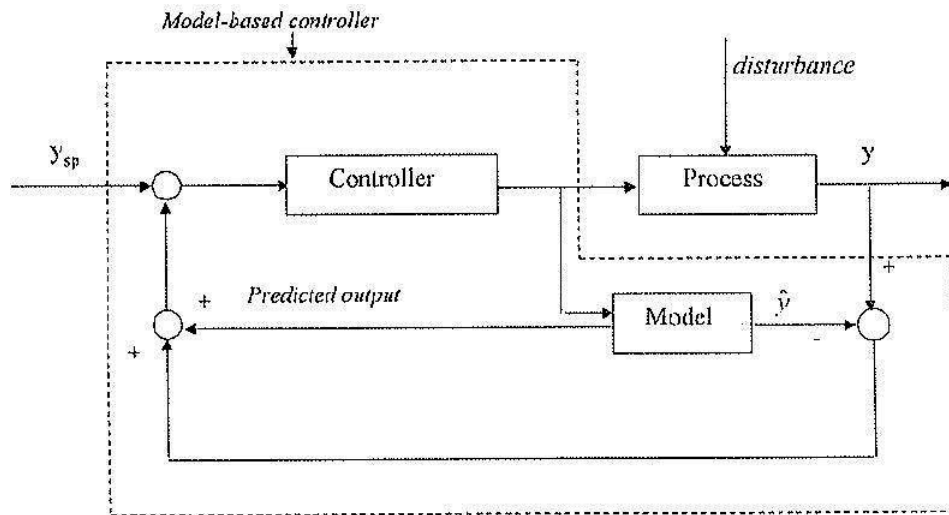 Model-based controller
disturbance
y_sp
Controller
Process
y
+
+
Predicted output
Model
ŷ
-
+